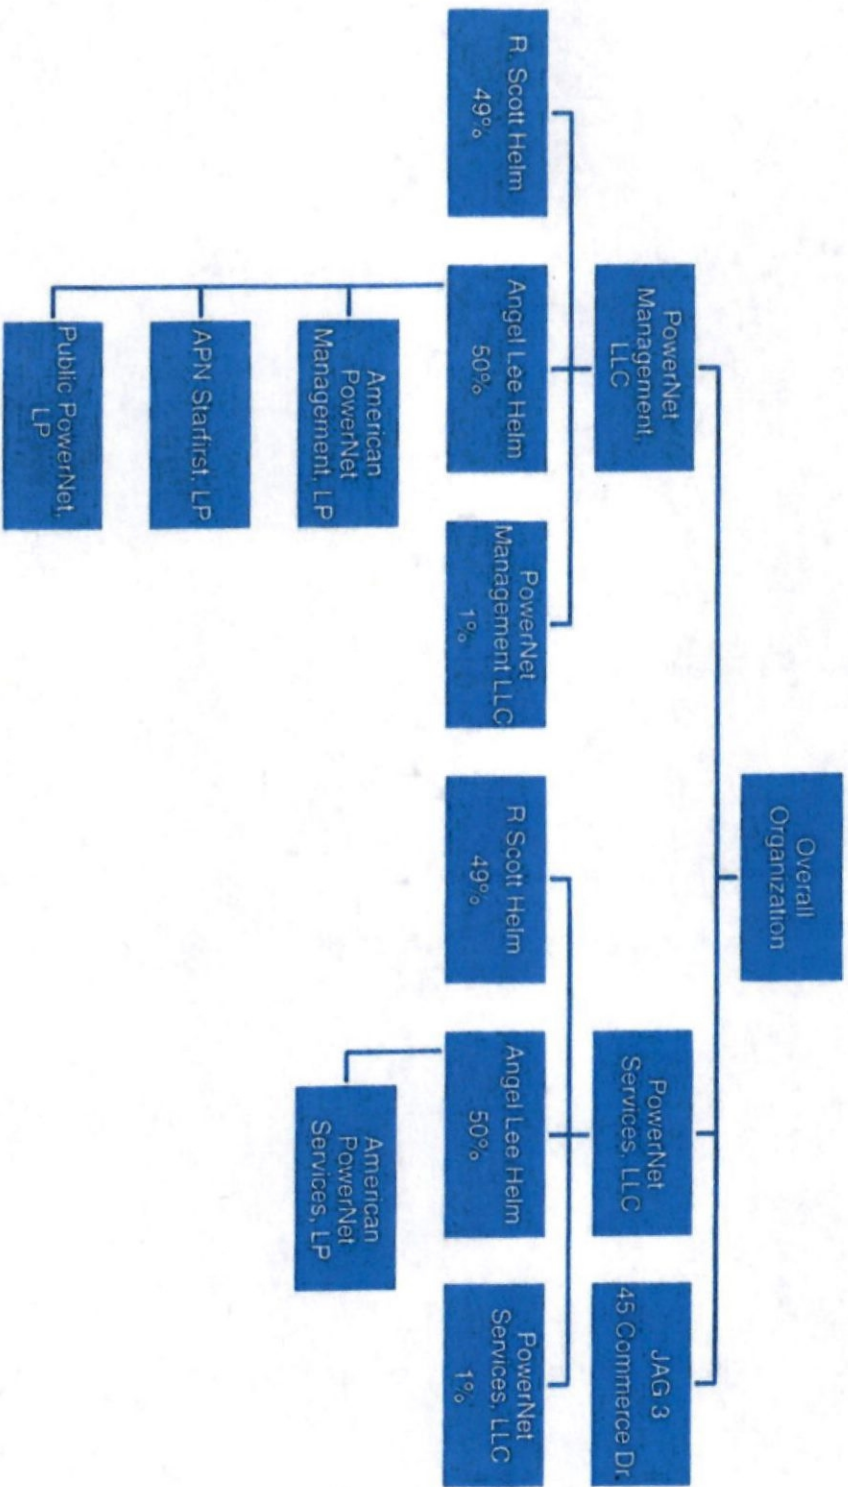 Overall
Organization
PowerNet
Management,
LLC
PowerNet
Services, LLC
JAG 3
45 Commerce Dr.
R. Scott Helm
49%
Angel Lee Helm
50%
PowerNet
Management LLC
1%
R Scott Helm
49%
Angel Lee Helm
50%
PowerNet
Services, LLC
1%
American
PowerNet
Management, LP
APN Starfirst, LP
Public PowerNet,
LP
American
PowerNet
Services, LP